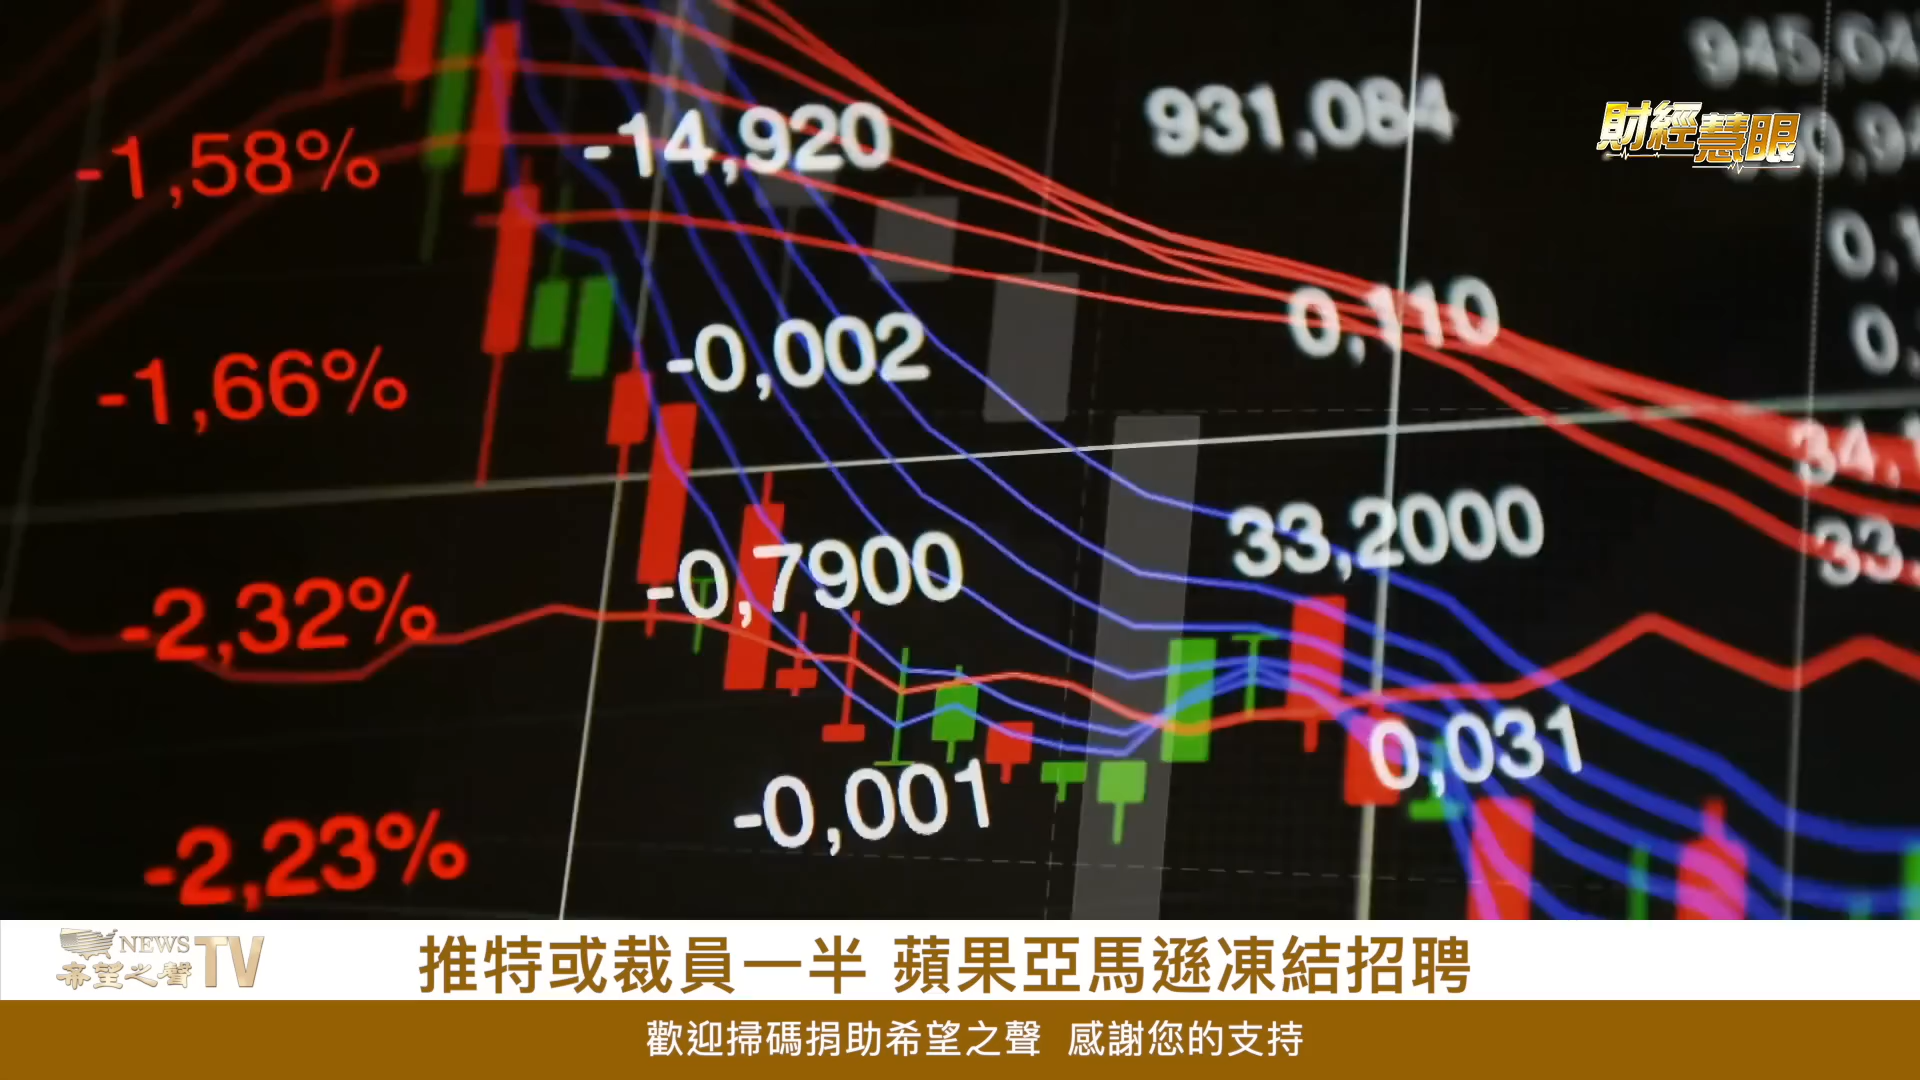 945,64
931,084
財經慧眼
-14,920
-1,58%
0,110
-0,002
-1,66%
33,2000
-0,7900
-2,32%
0,031
-0,001
-2,23%
NEWS
希望之聲
TV
推特或裁員一半 蘋果亞馬遜凍結招聘
歡迎掃碼捐助希望之聲 感謝您的支持